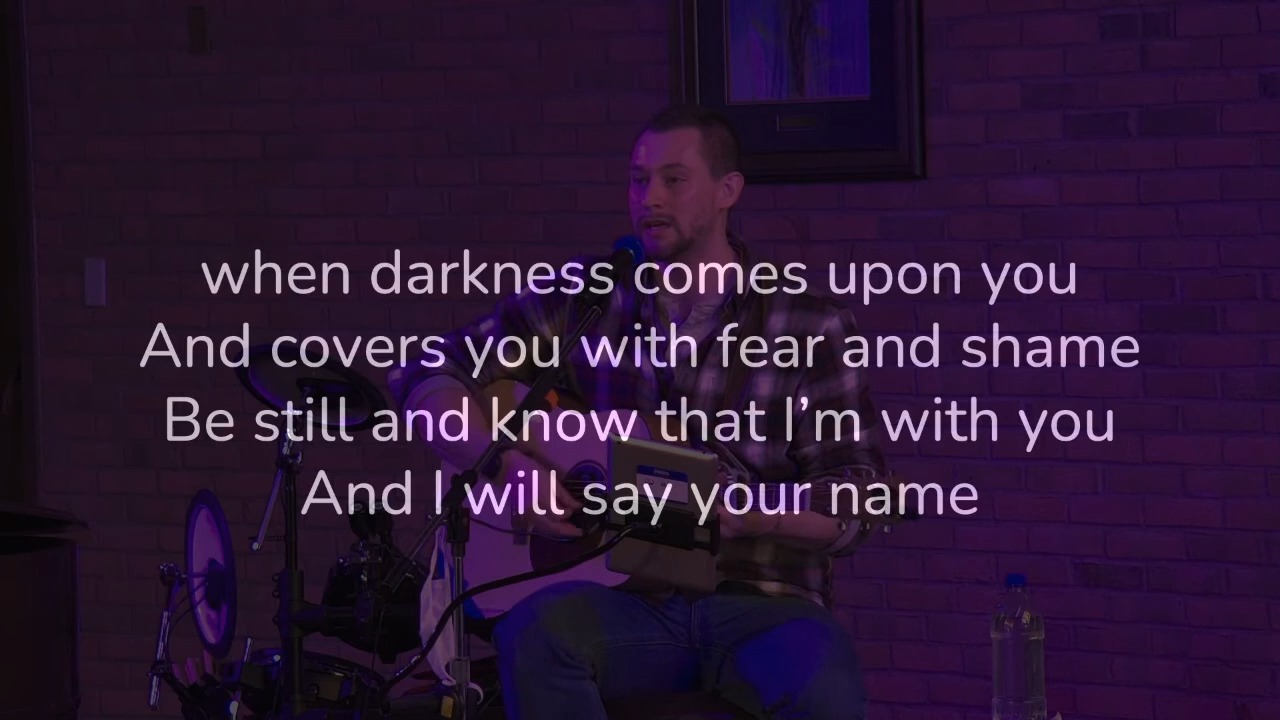 when darkness comes upon you
And covers you with fear and shame
Be still and know that I’m with you
And I will say your name